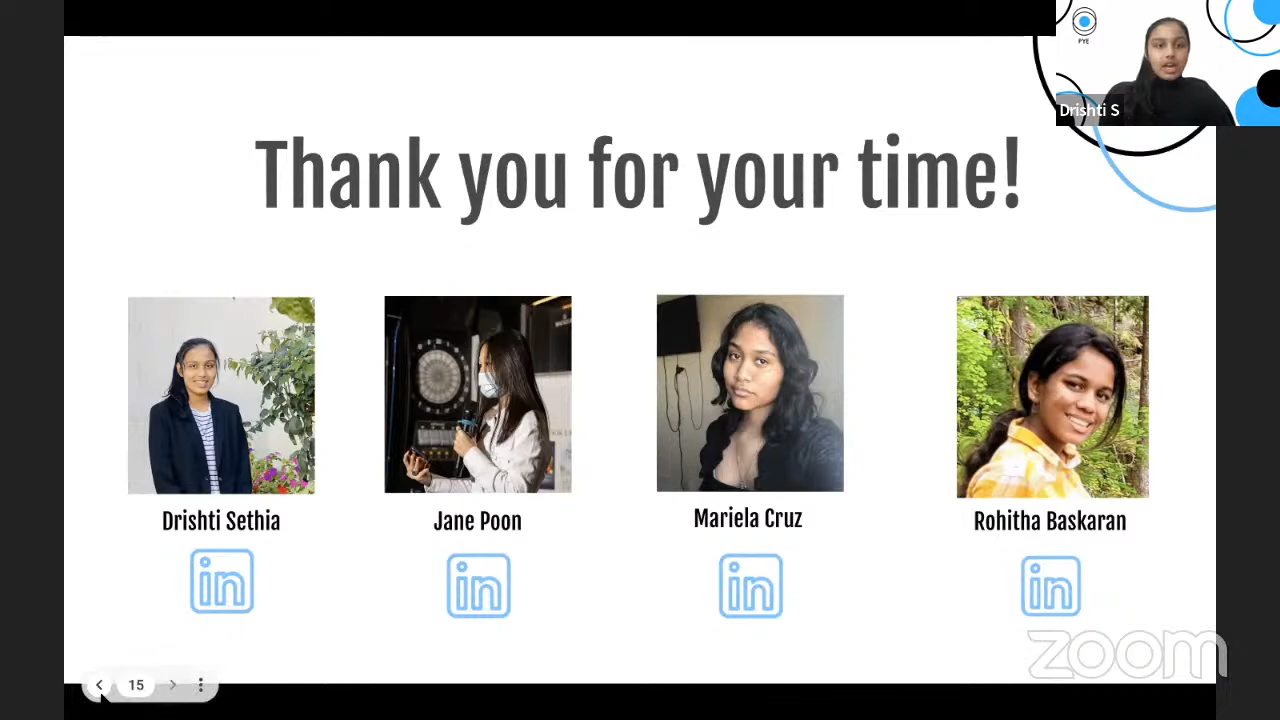 PYE
Drishti S
Thank you for your time!
Drishti Sethia
Jane Poon
Mariela Cruz
Rohitha Baskaran
in
in
in
in
zoom
15